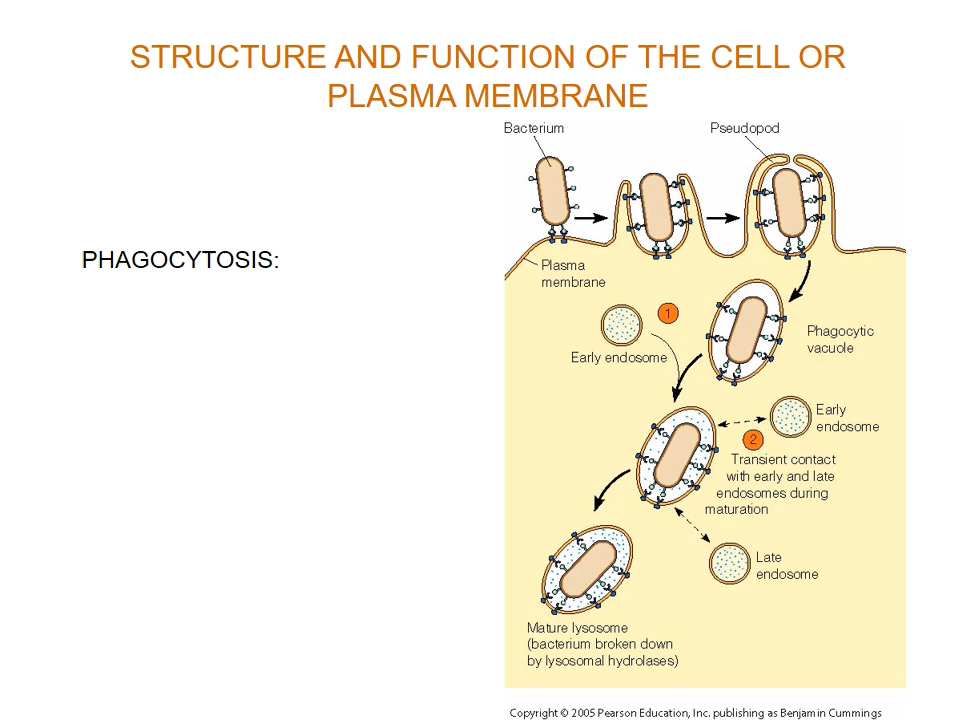 STRUCTURE AND FUNCTION OF THE CELL OR
PLASMA MEMBRANE
Bacterium
Pseudopod
PHAGOCYTOSIS:
Plasma
membrane
1
Early endosome
Phagocytic
vacuole
Early
endosome
2
Transient contact
with early and late
endosomes during
maturation
Late
endosome
Mature lysosome
(bacterium broken down
by lysosomal hydrolases)
Copyright © 2005 Pearson Education, Inc. publishing as Benjamin Cummings